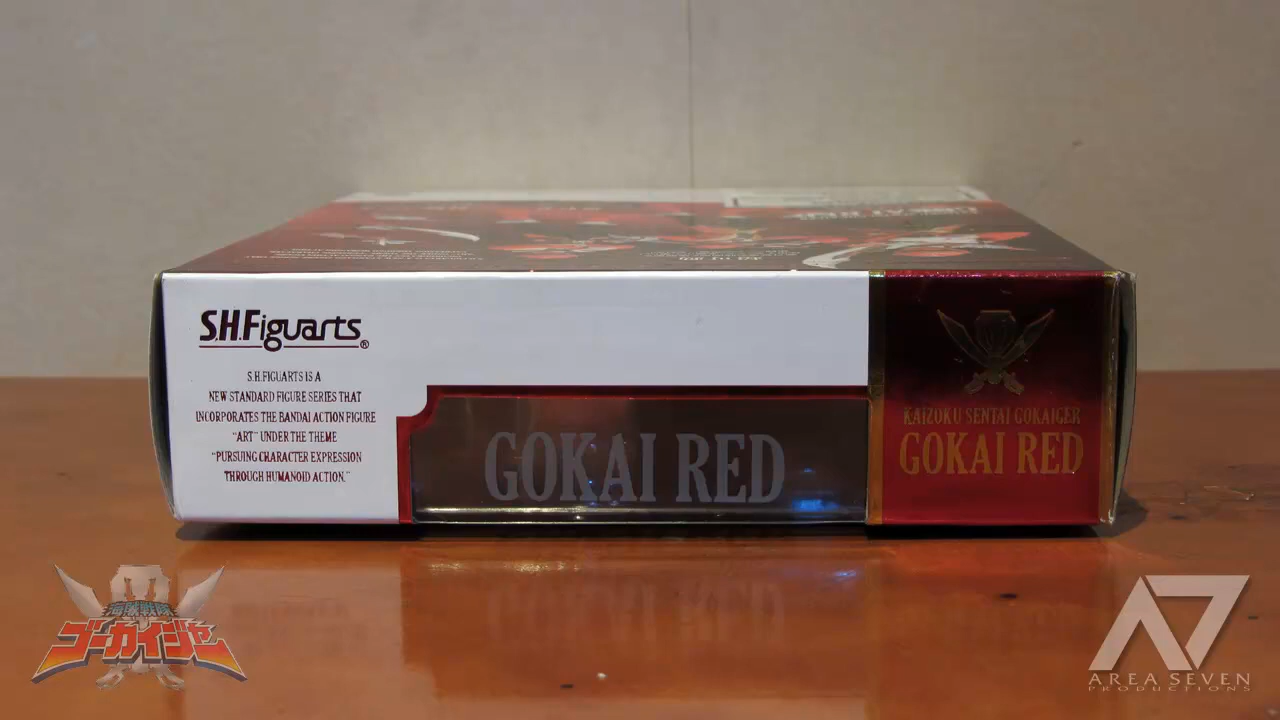 S.H.Figuarts®
S.H.FIGUARTS IS A
NEW STANDARD FIGURE SERIES THAT
INCORPORATES THE BANDAI ACTION FIGURE
"ART" UNDER THE THEME
"PURSUING CHARACTER EXPRESSION
THROUGH HUMANOID ACTION."
GOKAI RED
KAIZOKU SENTAI GOKAIGER
GOKAI RED
海賊戦隊
ゴーカイジャー
AREA SEVEN
PRODUCTIONS